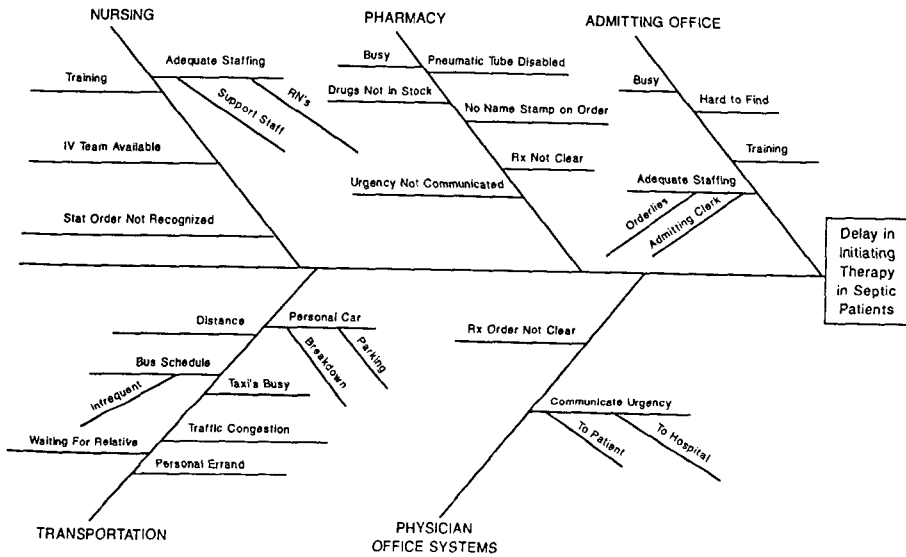 NURSING
PHARMACY
ADMITTING OFFICE
Adequate Staffing
Training
Support Staff
RN's
IV Team Available
Stat Order Not Recognized
Busy
Pneumatic Tube Disabled
Drugs Not in Stock
No Name Stamp on Order
Rx Not Clear
Urgency Not Communicated
Busy
Hard to Find
Training
Adequate Staffing
Orderlies
Admitting Clerk
Delay in
Initiating
Therapy
in Septic
Patients
Distance
Personal Car
Breakdown
Parking
Bus Schedule
Infrequent
Taxi's Busy
Traffic Congestion
Waiting For Relative
Personal Errand
TRANSPORTATION
Rx Order Not Clear
Communicate Urgency
To Patient
To Hospital
PHYSICIAN
OFFICE SYSTEMS